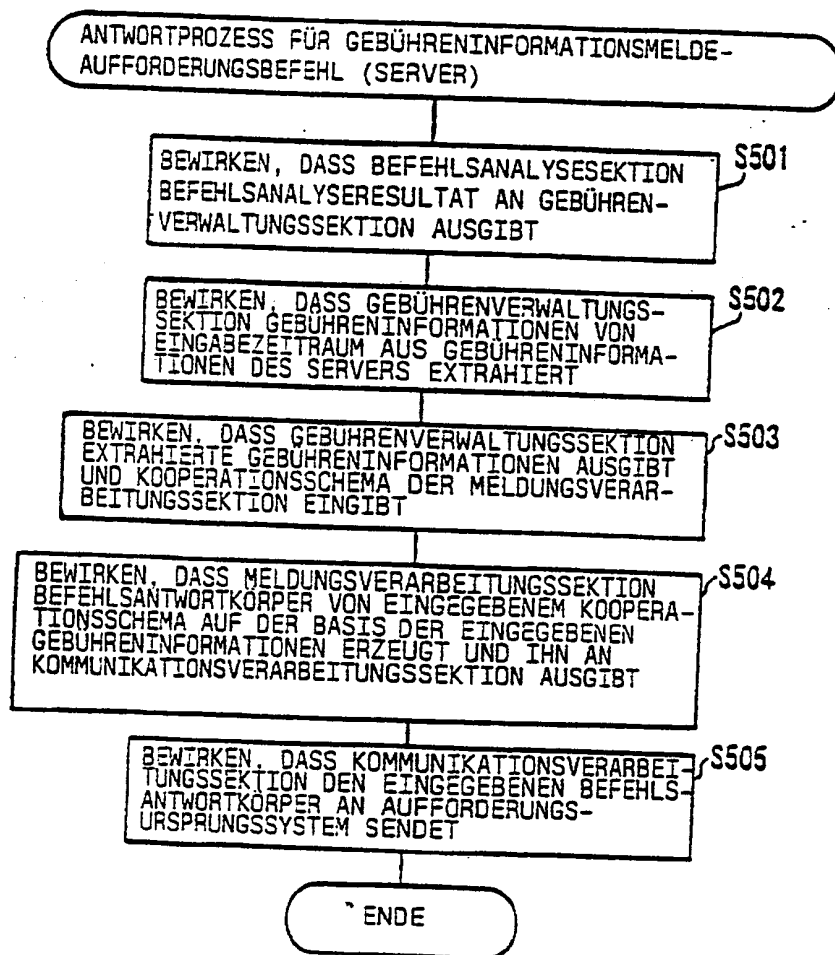 ANTWORTPROZESS FÜR GEBÜHRENINFORMATIONSMELDE-
AUFFORDERUNGSBEFEHL (SERVER)
S501
BEWIRKEN, DASS BEFEHLSANALYSESEKTION
BEFEHLSANALYSERESULTAT AN GEBÜHREN-
VERWALTUNGSSEKTION AUSGIBT
S502
BEWIRKEN, DASS GEBÜHRENVERWALTUNGS-
SEKTION GEBÜHRENINFORMATIONEN VON
EINGABEZEITRAUM AUS GEBÜHRENINFORMA-
TIONEN DES SERVERS EXTRAHIERT
S503
BEWIRKEN, DASS GEBÜHRENVERWALTUNGSSEKTION
EXTRAHIERTE GEBÜHRENINFORMATIONEN AUSGIBT
UND KOOPERATIONSSCHEMA DER MELDUNGSVERAR-
BEITUNGSSEKTION EINGIBT
S504
BEWIRKEN, DASS MELDUNGSVERARBEITUNGSSEKTION
BEFEHLSANTWORTKÖRPER VON EINGEGEBENEM KOOPERA-
TIONSSCHEMA AUF DER BASIS DER EINGEGEBENEN
GEBÜHRENINFORMATIONEN ERZEUGT UND IHN AN
KOMMUNIKATIONSVERARBEITUNGSSEKTION AUSGIBT
S505
BEWIRKEN, DASS KOMMUNIKATIONSVERARBEI-
TUNGSSEKTION DEN EINGEGEBENEN BEFEHLS-
ANTWORTKÖRPER AN AUFFORDERUNGS-
URSPRUNGSSYSTEM SENDET
ENDE